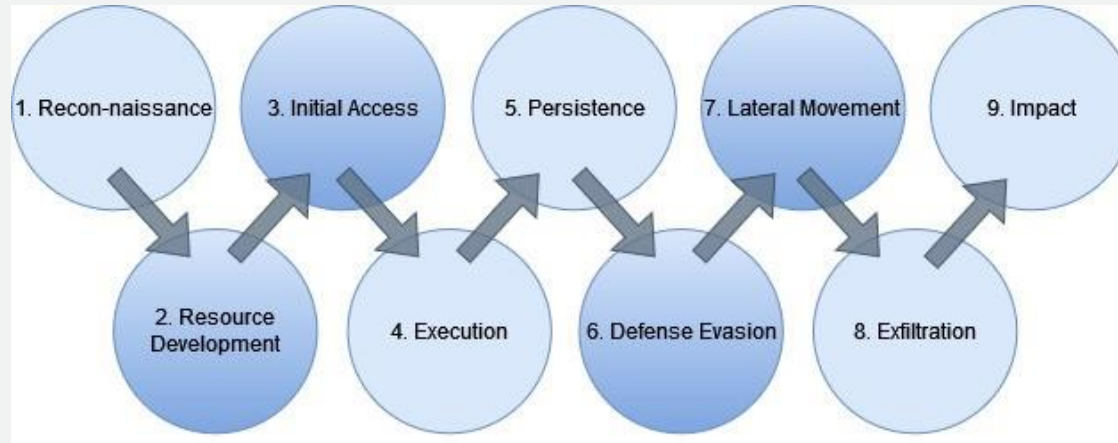 1. Recon-naissance
2. Resource
Development
3. Initial Access
4. Execution
5. Persistence
6. Defense Evasion
7. Lateral Movement
8. Exfiltration
9. Impact